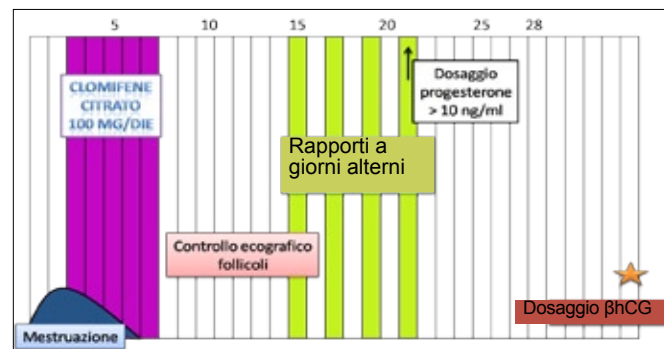 5 10 15 20 25 28
CLOMIFENE
CITRATO
100 MG/DIE
Dosaggio
progesterone
> 10 ng/ml
Rapporti a
giorni alterni
Controllo ecografico
follicoli
Dosaggio βhCG
Mestruazione